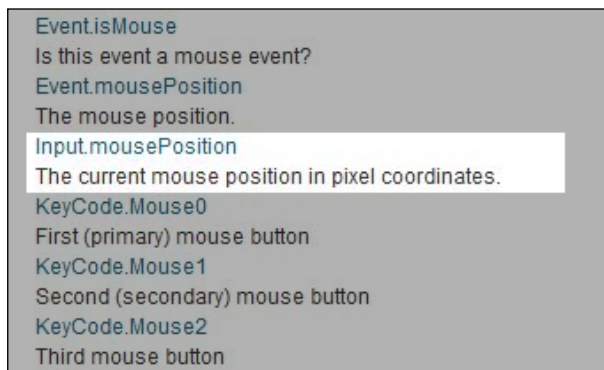 Event.isMouse
Is this event a mouse event?
Event.mousePosition
The mouse position.
Input.mousePosition
The current mouse position in pixel coordinates.
KeyCode.Mouse0
First (primary) mouse button
KeyCode.Mouse1
Second (secondary) mouse button
KeyCode.Mouse2
Third mouse button